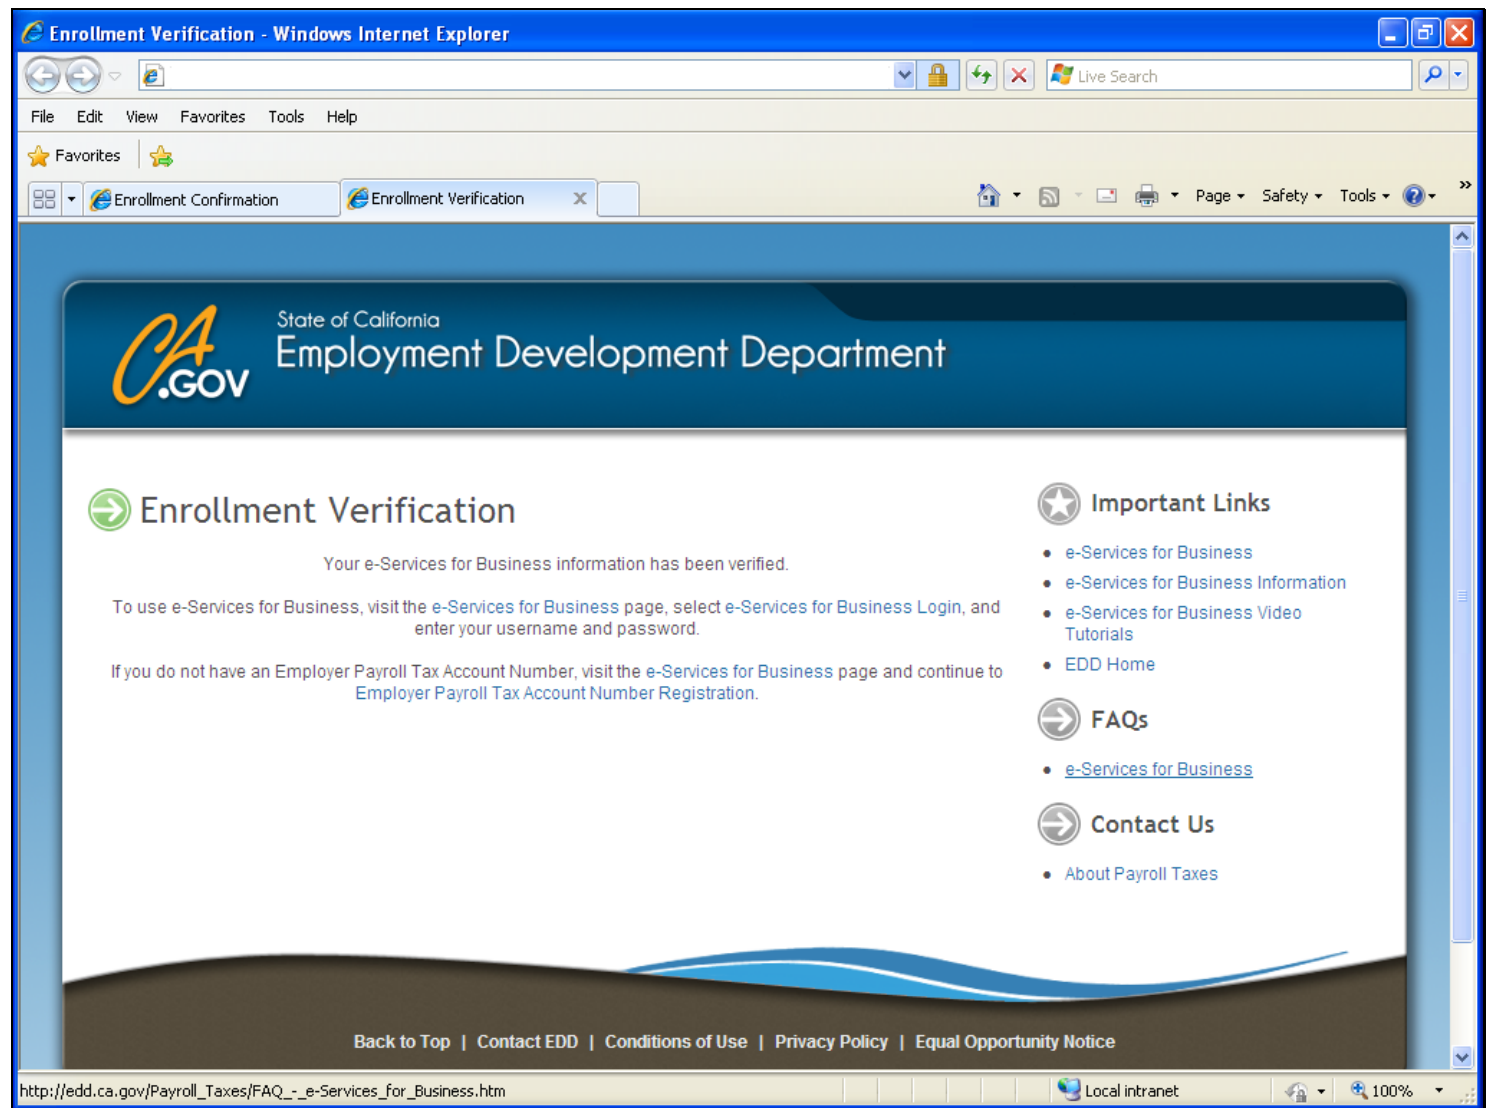 Enrollment Verification - Windows Internet Explorer
Live Search
File Edit View Favorites Tools Help
Favorites
Enrollment Confirmation Enrollment Verification Page Safety Tools
State of California
Employment Development Department
CA.GOV
Enrollment Verification
Your e-Services for Business information has been verified.
To use e-Services for Business, visit the e-Services for Business page, select e-Services for Business Login, and
enter your username and password.
If you do not have an Employer Payroll Tax Account Number, visit the e-Services for Business page and continue to
Employer Payroll Tax Account Number Registration.
Important Links
e-Services for Business
e-Services for Business Information
e-Services for Business Video
Tutorials
EDD Home
FAQs
e-Services for Business
Contact Us
About Payroll Taxes
Back to Top | Contact EDD | Conditions of Use | Privacy Policy | Equal Opportunity Notice
http://edd.ca.gov/Payroll_Taxes/FAQ_-_e-Services_for_Business.htm Local intranet 100%